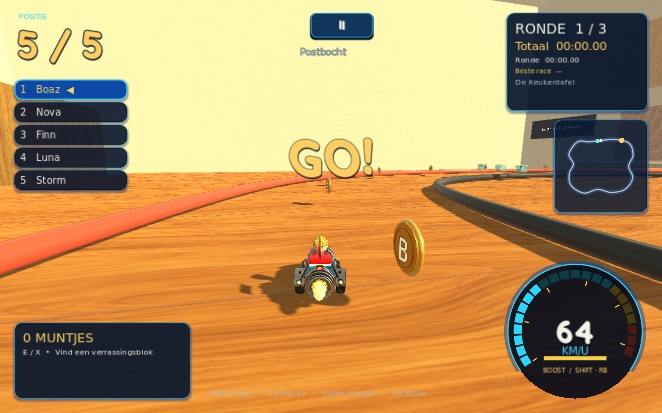 POSITIE
5 / 5
1 Boaz ◀
2 Nova
3 Finn
4 Luna
5 Storm
Postbocht
RONDE 1 / 3
Totaal 00:00.00
Ronde 00:00.00
Beste race —
De Keukentafel
GO!
B
64
KM/U
BOOST / SHIFT · RB
0 MUNTJES
E / X • Vind een verrassingsblok